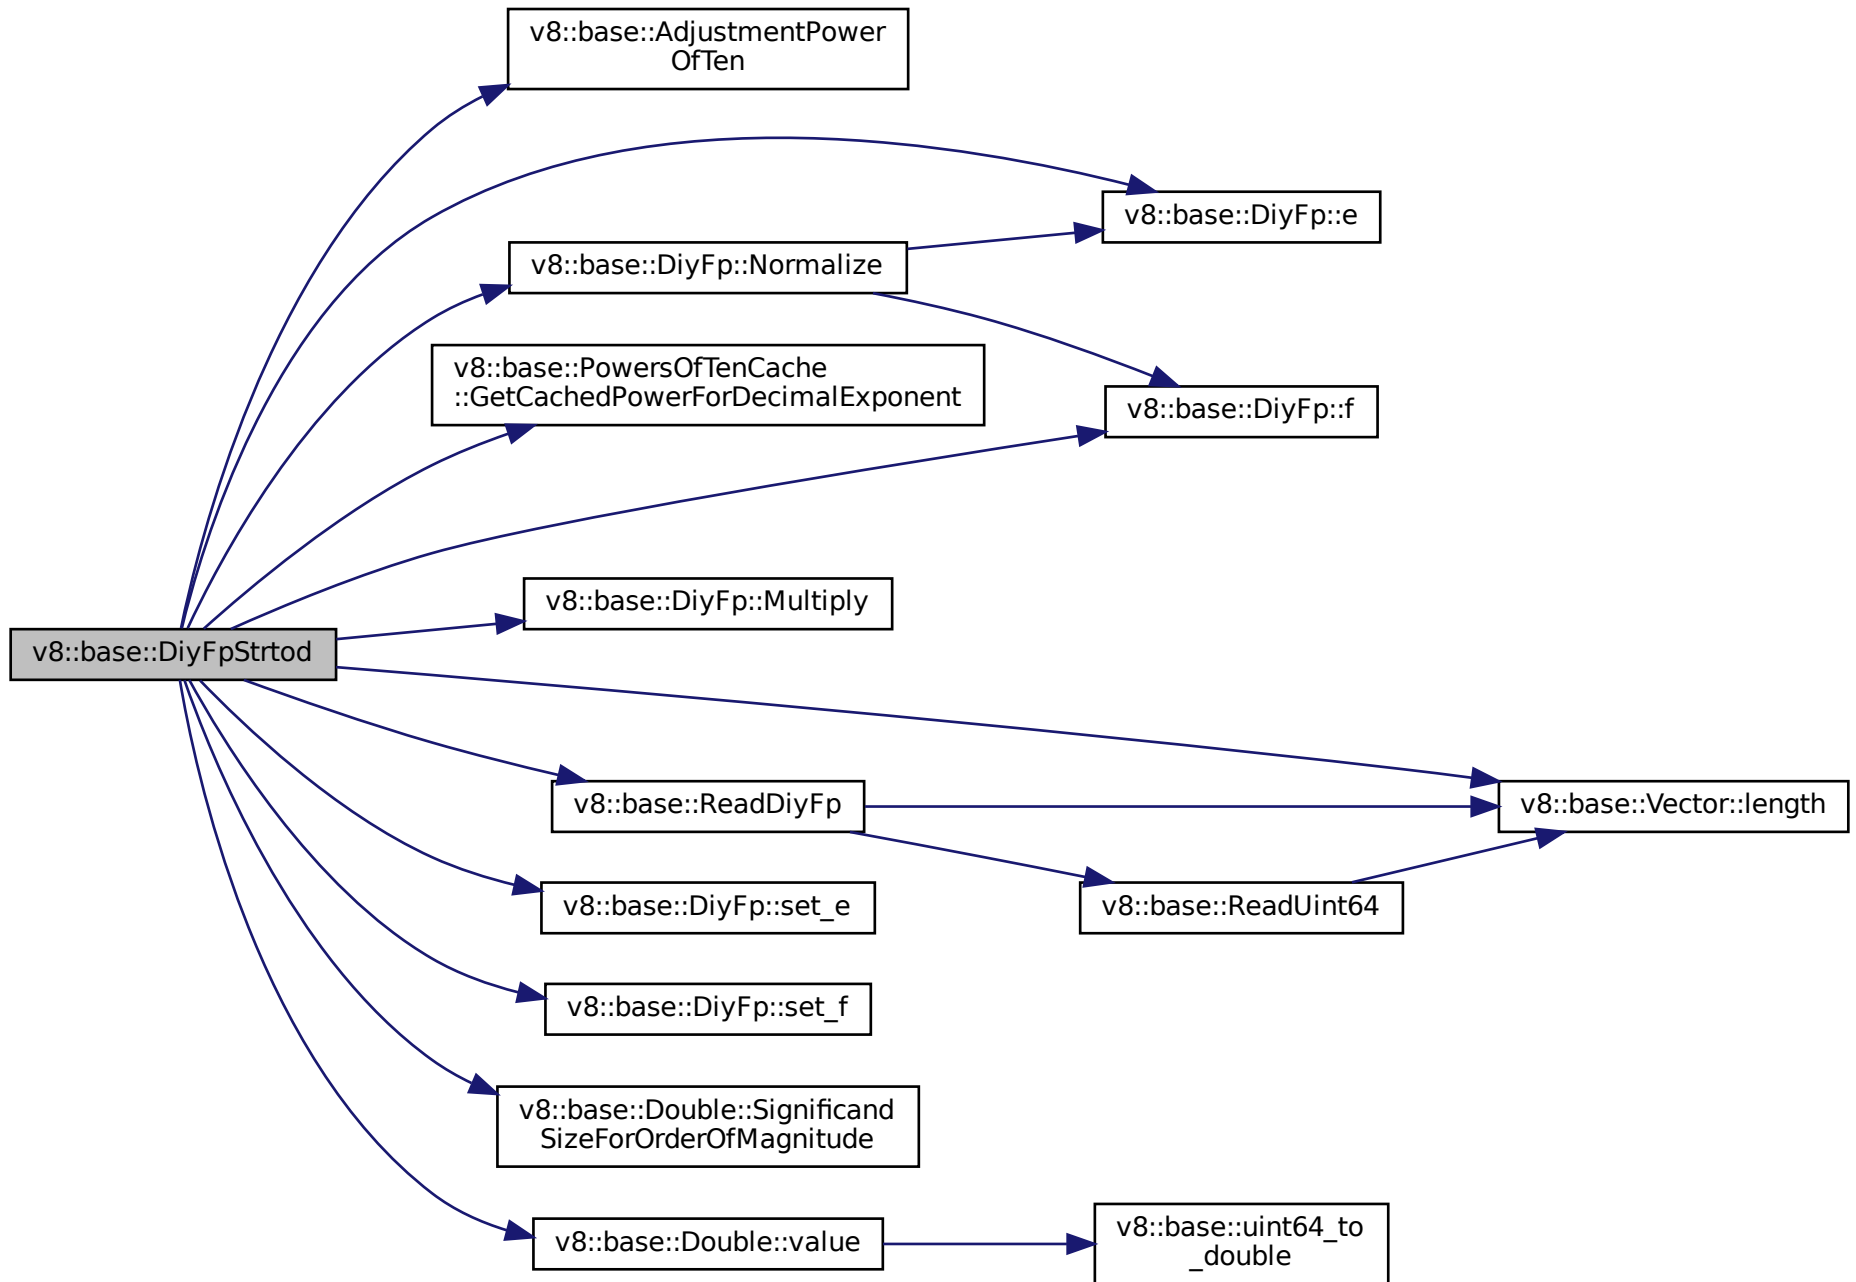 v8::base::AdjustmentPower
OfTen
v8::base::DiyFp::e
v8::base::DiyFp::Normalize
v8::base::PowersOfTenCache
::GetCachedPowerForDecimalExponent
v8::base::DiyFp::f
v8::base::DiyFp::Multiply
v8::base::DiyFpStrtod
v8::base::ReadDiyFp
v8::base::Vector::length
v8::base::DiyFp::set_e
v8::base::ReadUint64
v8::base::DiyFp::set_f
v8::base::Double::Significand
SizeForOrderOfMagnitude
v8::base::Double::value
v8::base::uint64_to
_double